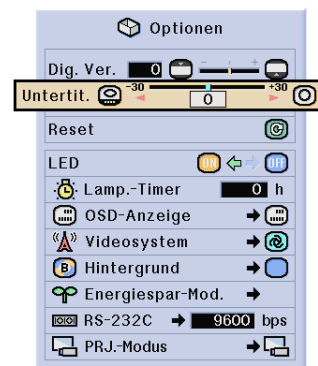 Optionen
Dig. Ver. 0 - +
Untertit. -30 0 +30
Reset
LED ON OFF
Lamp.-Timer 0 h
OSD-Anzeige
Videosystem
B Hintergrund
Energiespar-Mod.
RS-232C 9600 bps
PRJ.-Modus